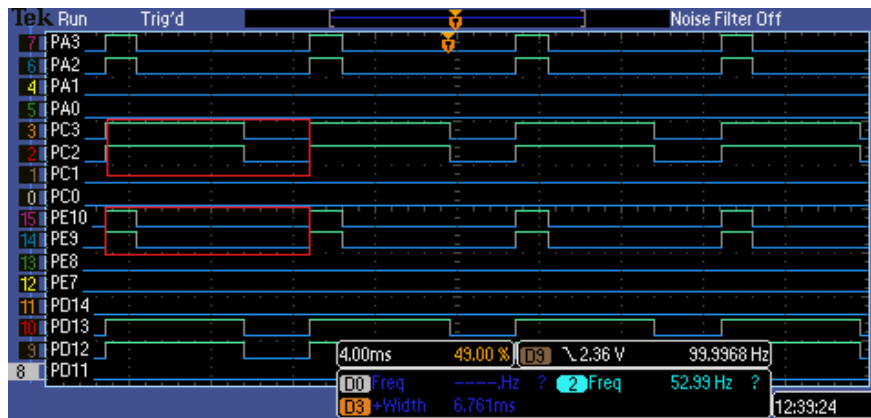 Tek Run Trig'd Noise Filter Off
7 PA3
6 PA2
4 PA1
5 PA0
3 PC3
2 PC2
1 PC1
0 PC0
15 PE10
14 PE9
13 PE8
12 PE7
11 PD14
10 PD13
9 PD12
8 PD11
4.00ms 49.00 % D9 2.36 V 99.9968 Hz
D0 Freq ----.Hz ? 2 Freq 52.99 Hz ?
D3 +Width 6.761ms
12:39:24